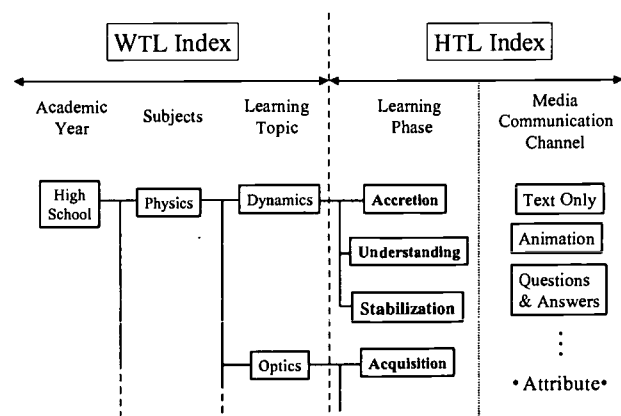 WTL Index
HTL Index
Academic
Year
Subjects
Learning
Topic
Learning
Phase
Media
Communication
Channel
High
School
Physics
Dynamics
Accretion
Text Only
Understanding
Animation
Stabilization
Questions
& Answers
Optics
Acquisition
•Attribute•